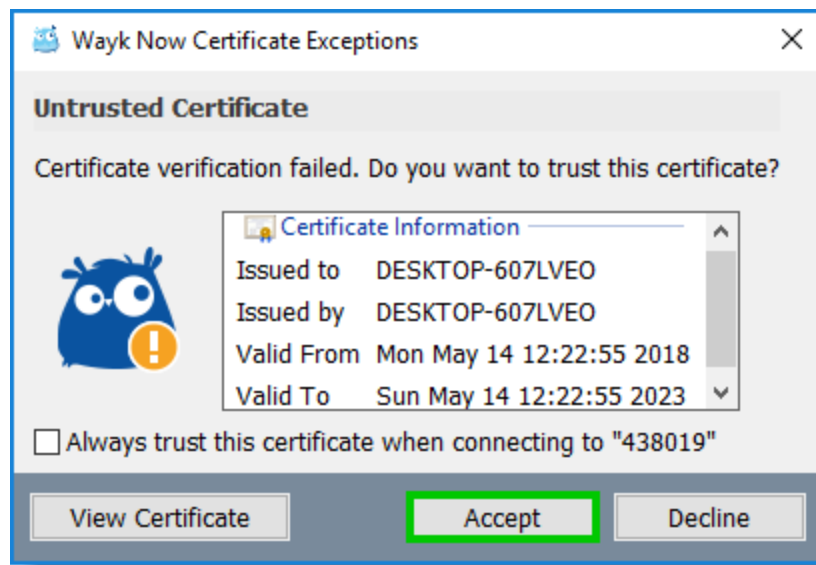 Wayk Now Certificate Exceptions
Untrusted Certificate
Certificate verification failed. Do you want to trust this certificate?
Certificate Information
Issued to DESKTOP-607LVEO
Issued by DESKTOP-607LVEO
Valid From Mon May 14 12:22:55 2018
Valid To Sun May 14 12:22:55 2023
Always trust this certificate when connecting to "438019"
View Certificate Accept Decline